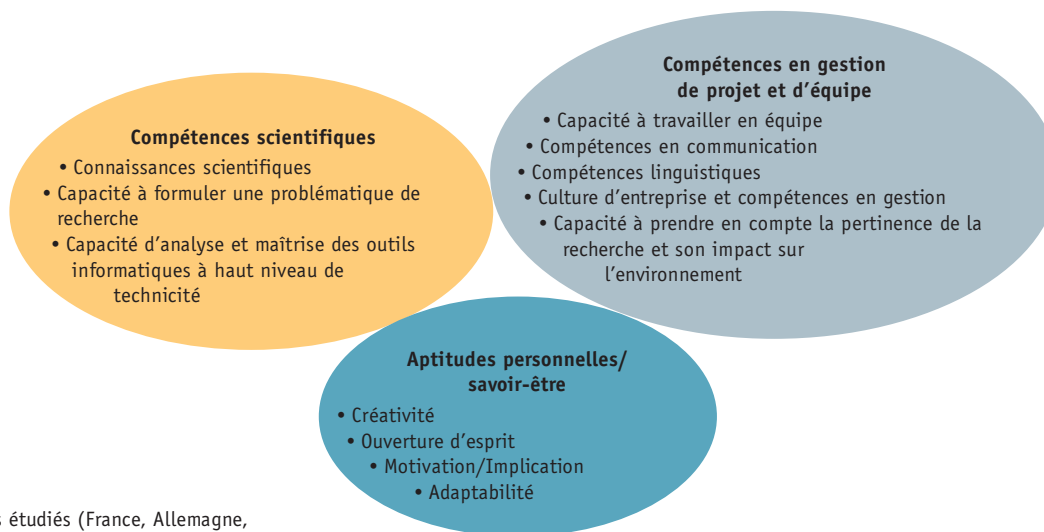 Compétences scientifiques
• Connaissances scientifiques
• Capacité à formuler une problématique de
recherche
• Capacité d'analyse et maîtrise des outils
informatiques à haut niveau de
technicité
Compétences en gestion
de projet et d'équipe
• Capacité à travailler en équipe
• Compétences en communication
• Compétences linguistiques
• Culture d'entreprise et compétences en gestion
• Capacité à prendre en compte la pertinence de la
recherche et son impact sur
l'environnement
Aptitudes personnelles/
savoir-être
• Créativité
• Ouverture d'esprit
• Motivation/Implication
• Adaptabilité
étudiés (France, Allemagne,